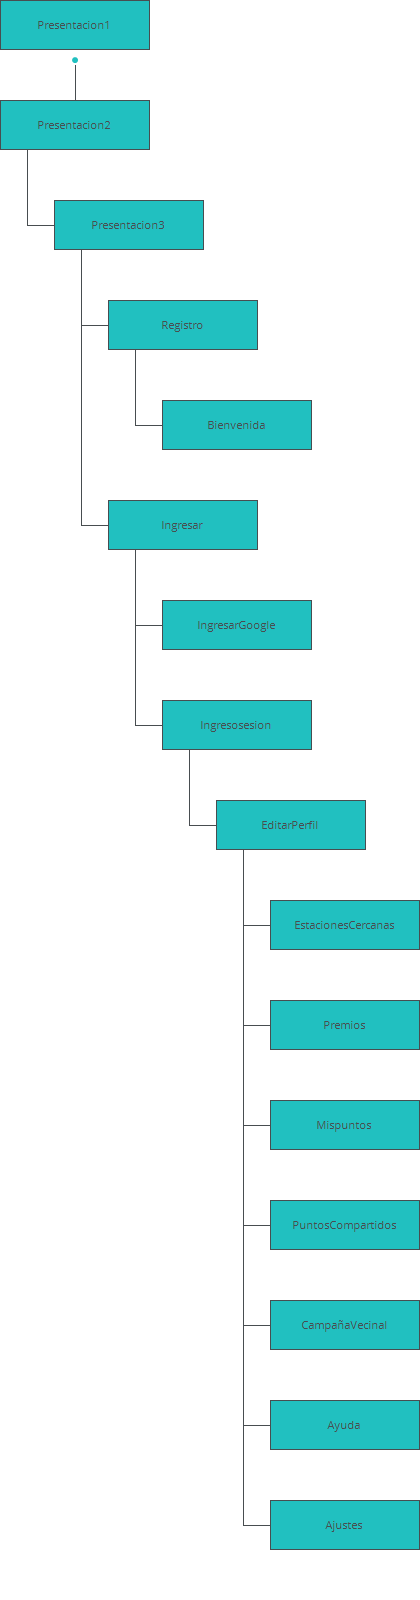 Presentacion1
Presentacion2
Presentacion3
Registro
Bienvenida
Ingresar
IngresarGoogle
Ingresosesion
EditarPerfil
EstacionesCercanas
Premios
Mispuntos
PuntosCompartidos
CampañaVecinal
Ayuda
Ajustes